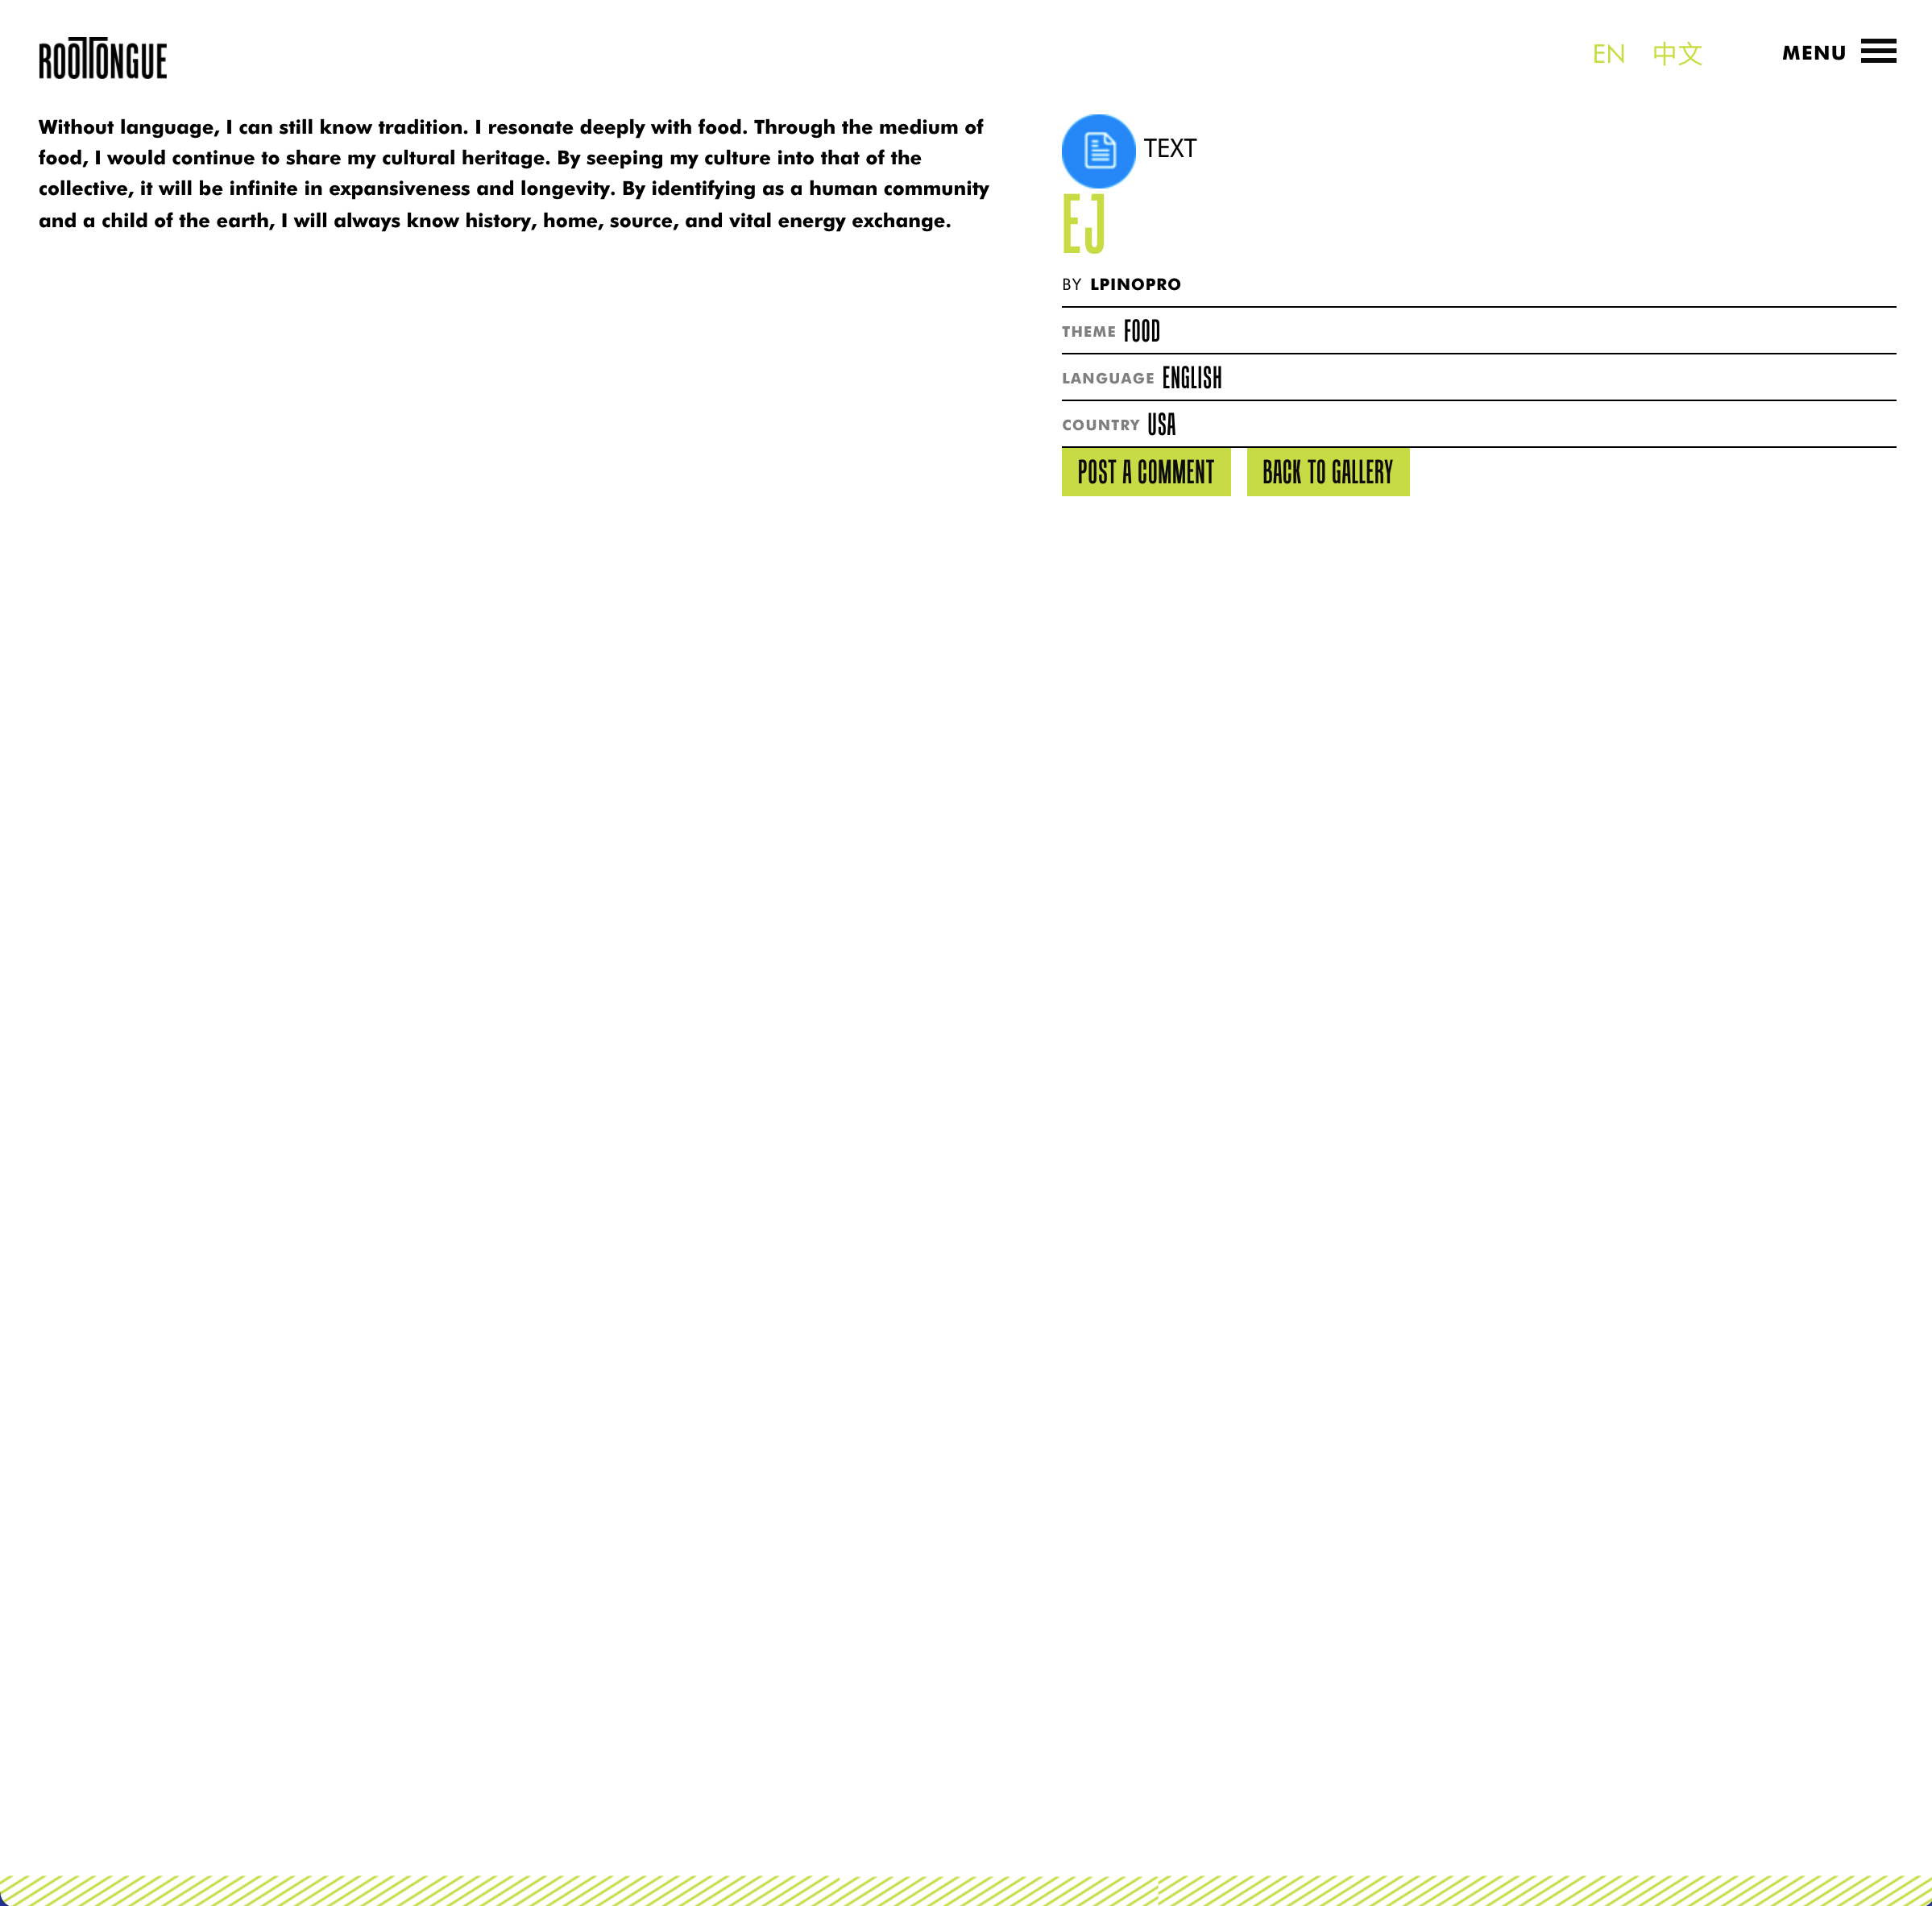 ROOTTONGUE
EN 中文 MENU
Without language, I can still know tradition. I resonate deeply with food. Through the medium of
food, I would continue to share my cultural heritage. By seeping my culture into that of the
collective, it will be infinite in expansiveness and longevity. By identifying as a human community
and a child of the earth, I will always know history, home, source, and vital energy exchange.
TEXT
EJ
BY LPINOPRO
THEME FOOD
LANGUAGE ENGLISH
COUNTRY USA
POST A COMMENT BACK TO GALLERY